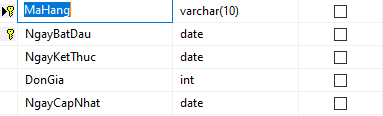 MaHang varchar(10)
NgayBatDau date
NgayKetThuc date
DonGia int
NgayCapNhat date